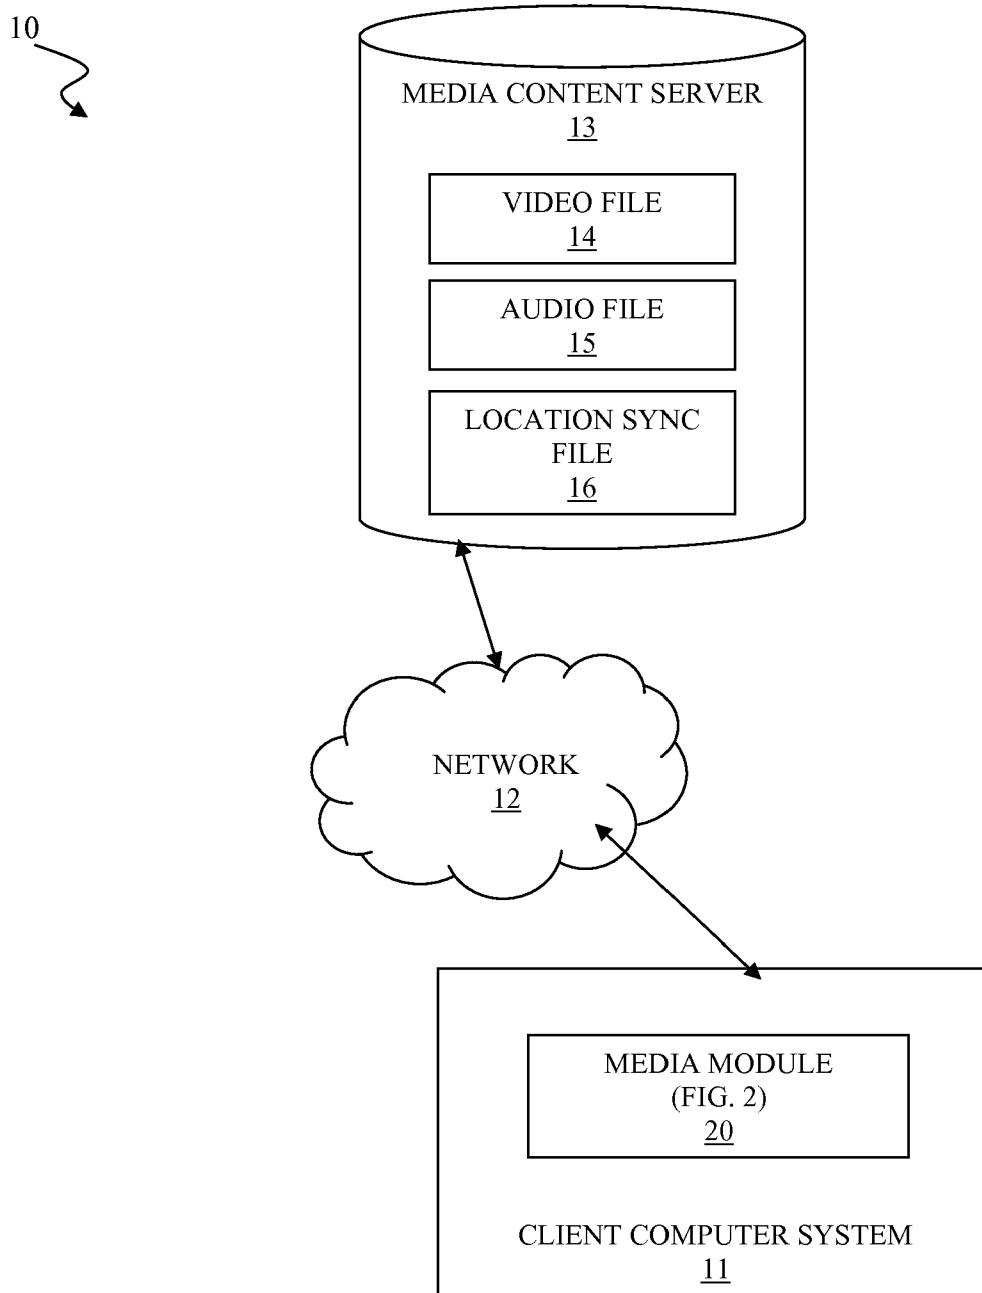 10
MEDIA CONTENT SERVER
13
VIDEO FILE
14
AUDIO FILE
15
LOCATION SYNC
FILE
16
NETWORK
12
MEDIA MODULE
(FIG. 2)
20
CLIENT COMPUTER SYSTEM
11